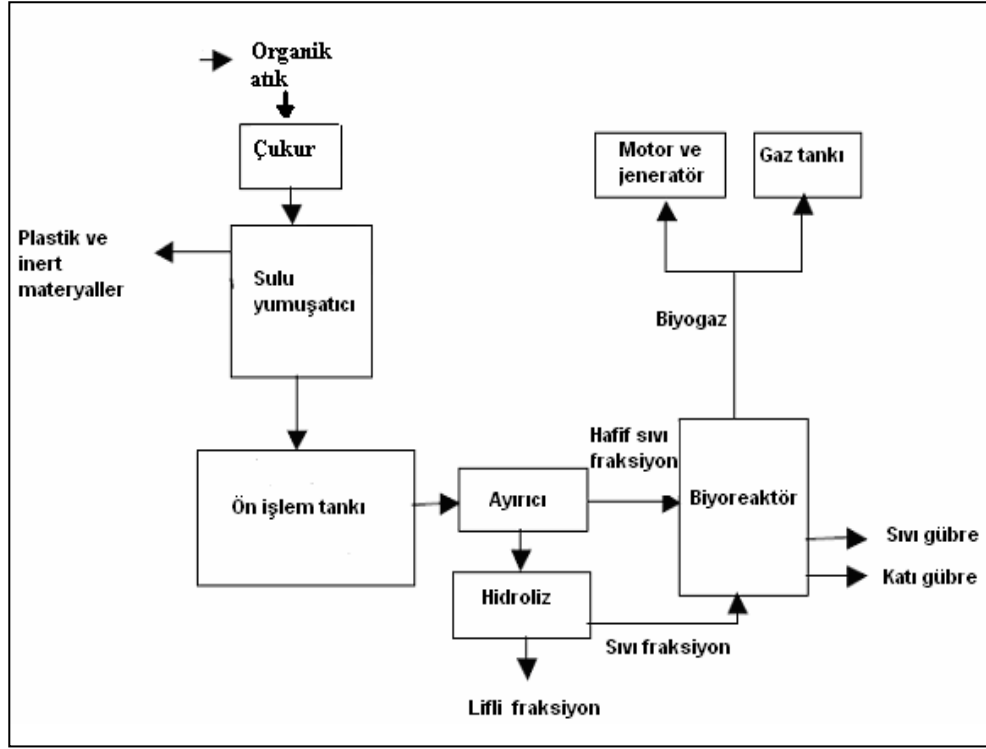 Organik
atık
Çukur
Plastik ve
inert
materyaller
Sulu
yumuşatıcı
Ön işlem tankı
Ayırıcı
Hidroliz
Lifli fraksiyon
Hafif sıvı
fraksiyon
Sıvı fraksiyon
Biyoreaktör
Sıvı gübre
Katı gübre
Biyogaz
Motor ve
jeneratör
Gaz tankı